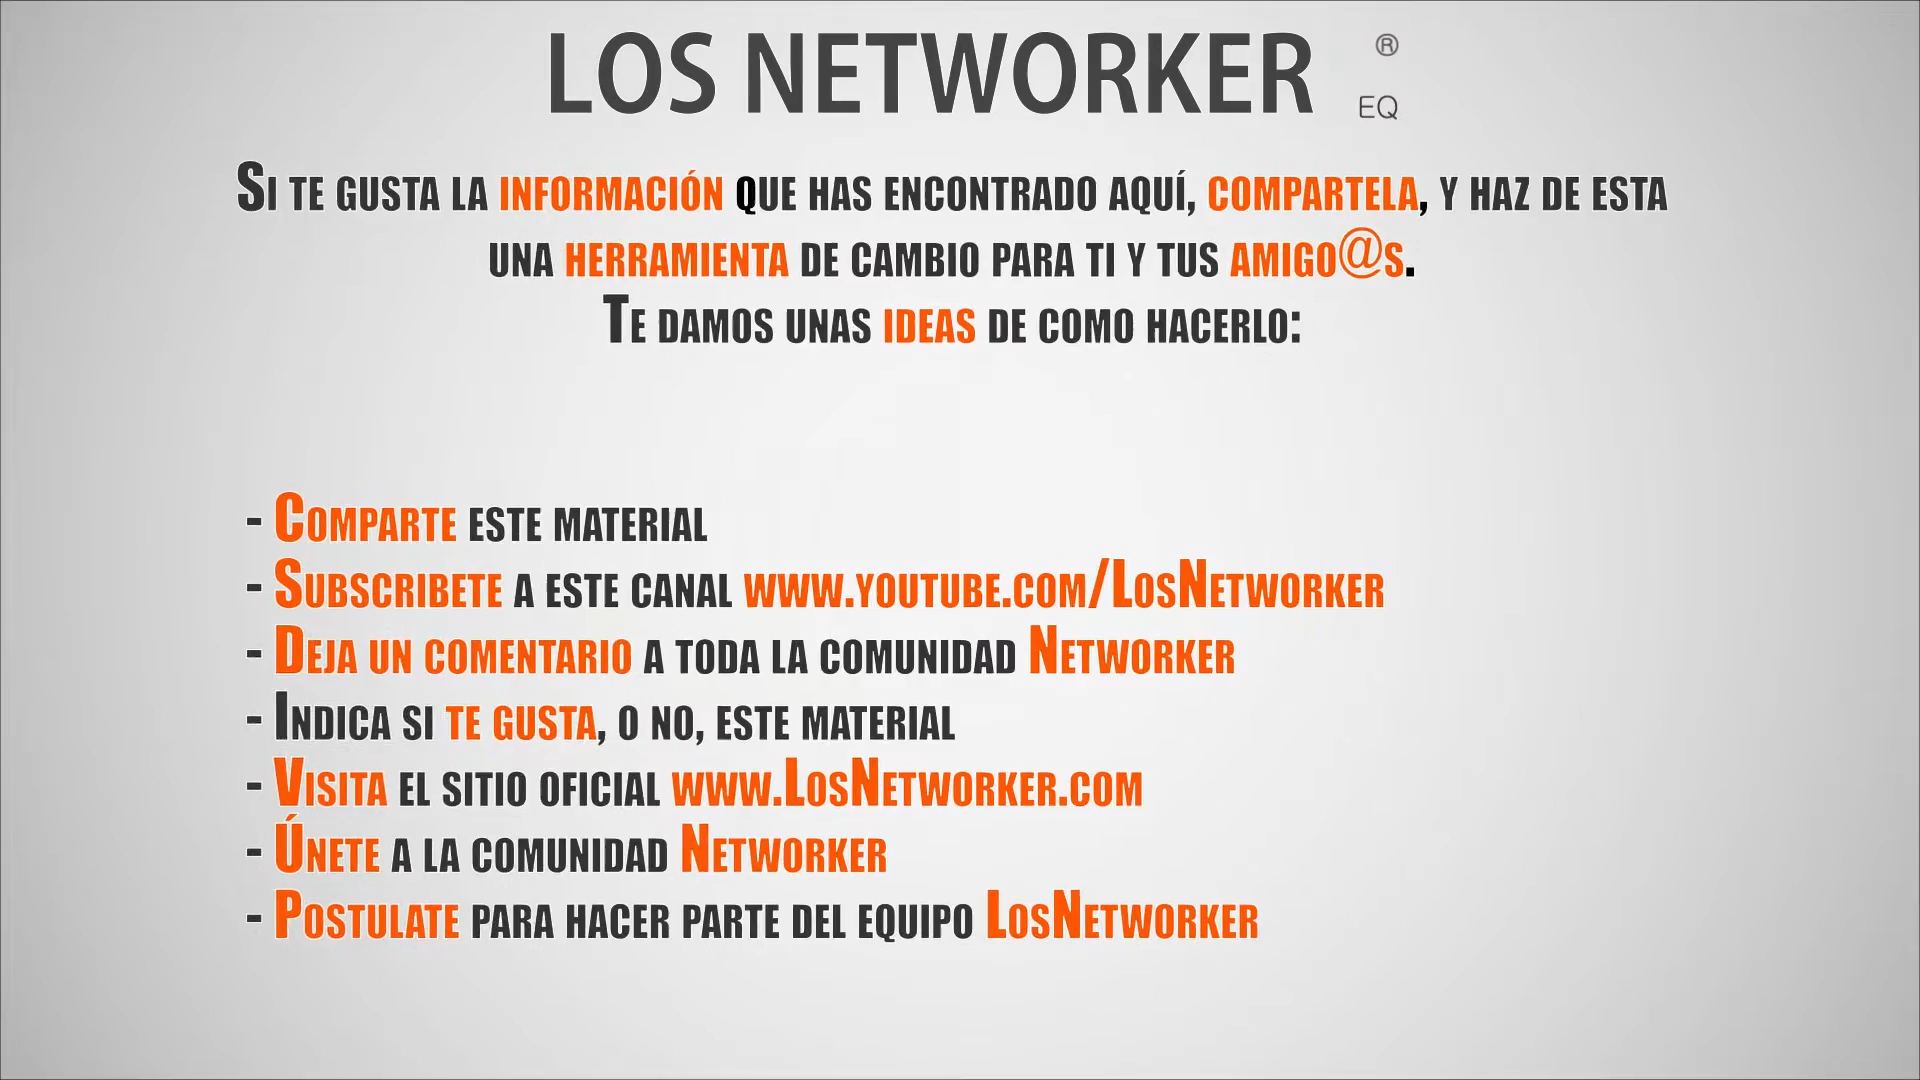 LOS NETWORKER ®
EQ
Si te gusta la información que has encontrado aquí, compartela, y haz de esta
una herramienta de cambio para ti y tus amigo@s.
Te damos unas ideas de como hacerlo:
- Comparte este material
- Subscribete a este canal www.youtube.com/LosNetworker
- Deja un comentario a toda la comunidad Networker
- Indica si te gusta, o no, este material
- Visita el sitio oficial www.LosNetworker.com
- Únete a la comunidad Networker
- Postulate para hacer parte del equipo LosNetworker